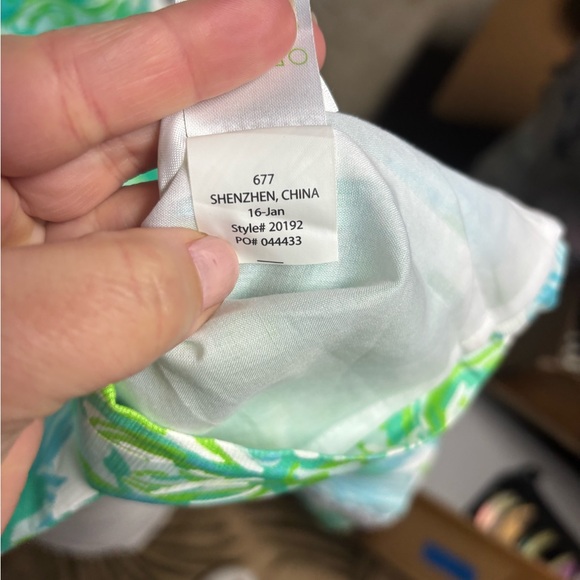 677
SHENZHEN, CHINA
16-Jan
Style# 20192
PO# 044433